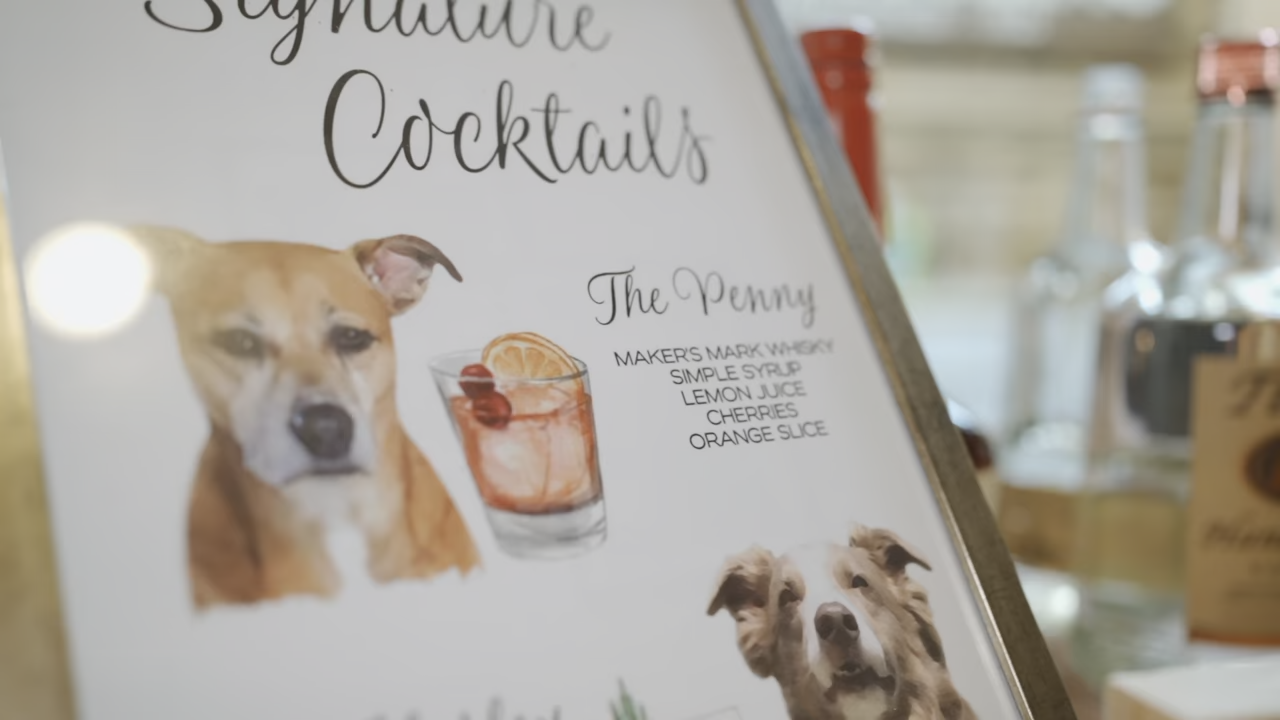 Signature
Cocktails
The Penny
MAKER'S MARK WHISKY
SIMPLE SYRUP
LEMON JUICE
CHERRIES
ORANGE SLICE